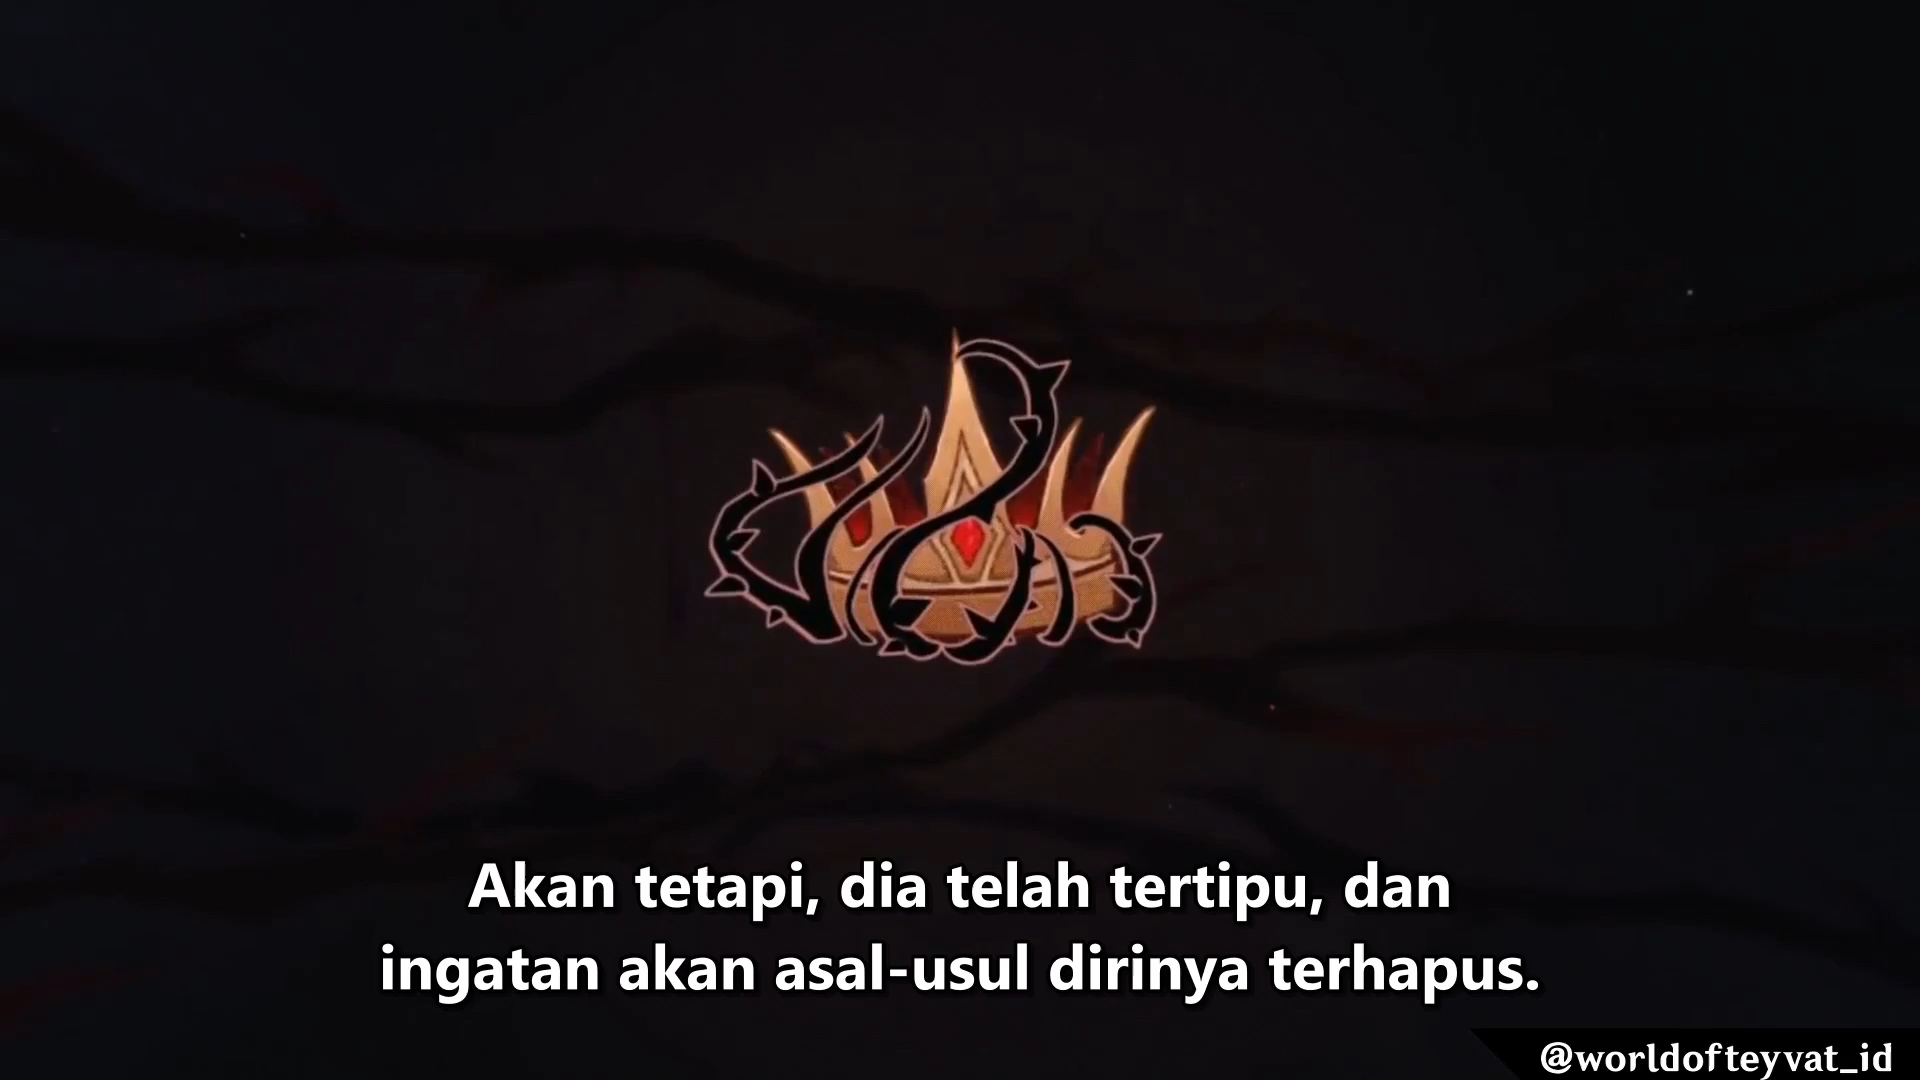 Akan tetapi, dia telah tertipu, dan
ingatan akan asal-usul dirinya terhapus.
@worldofteyvat_id